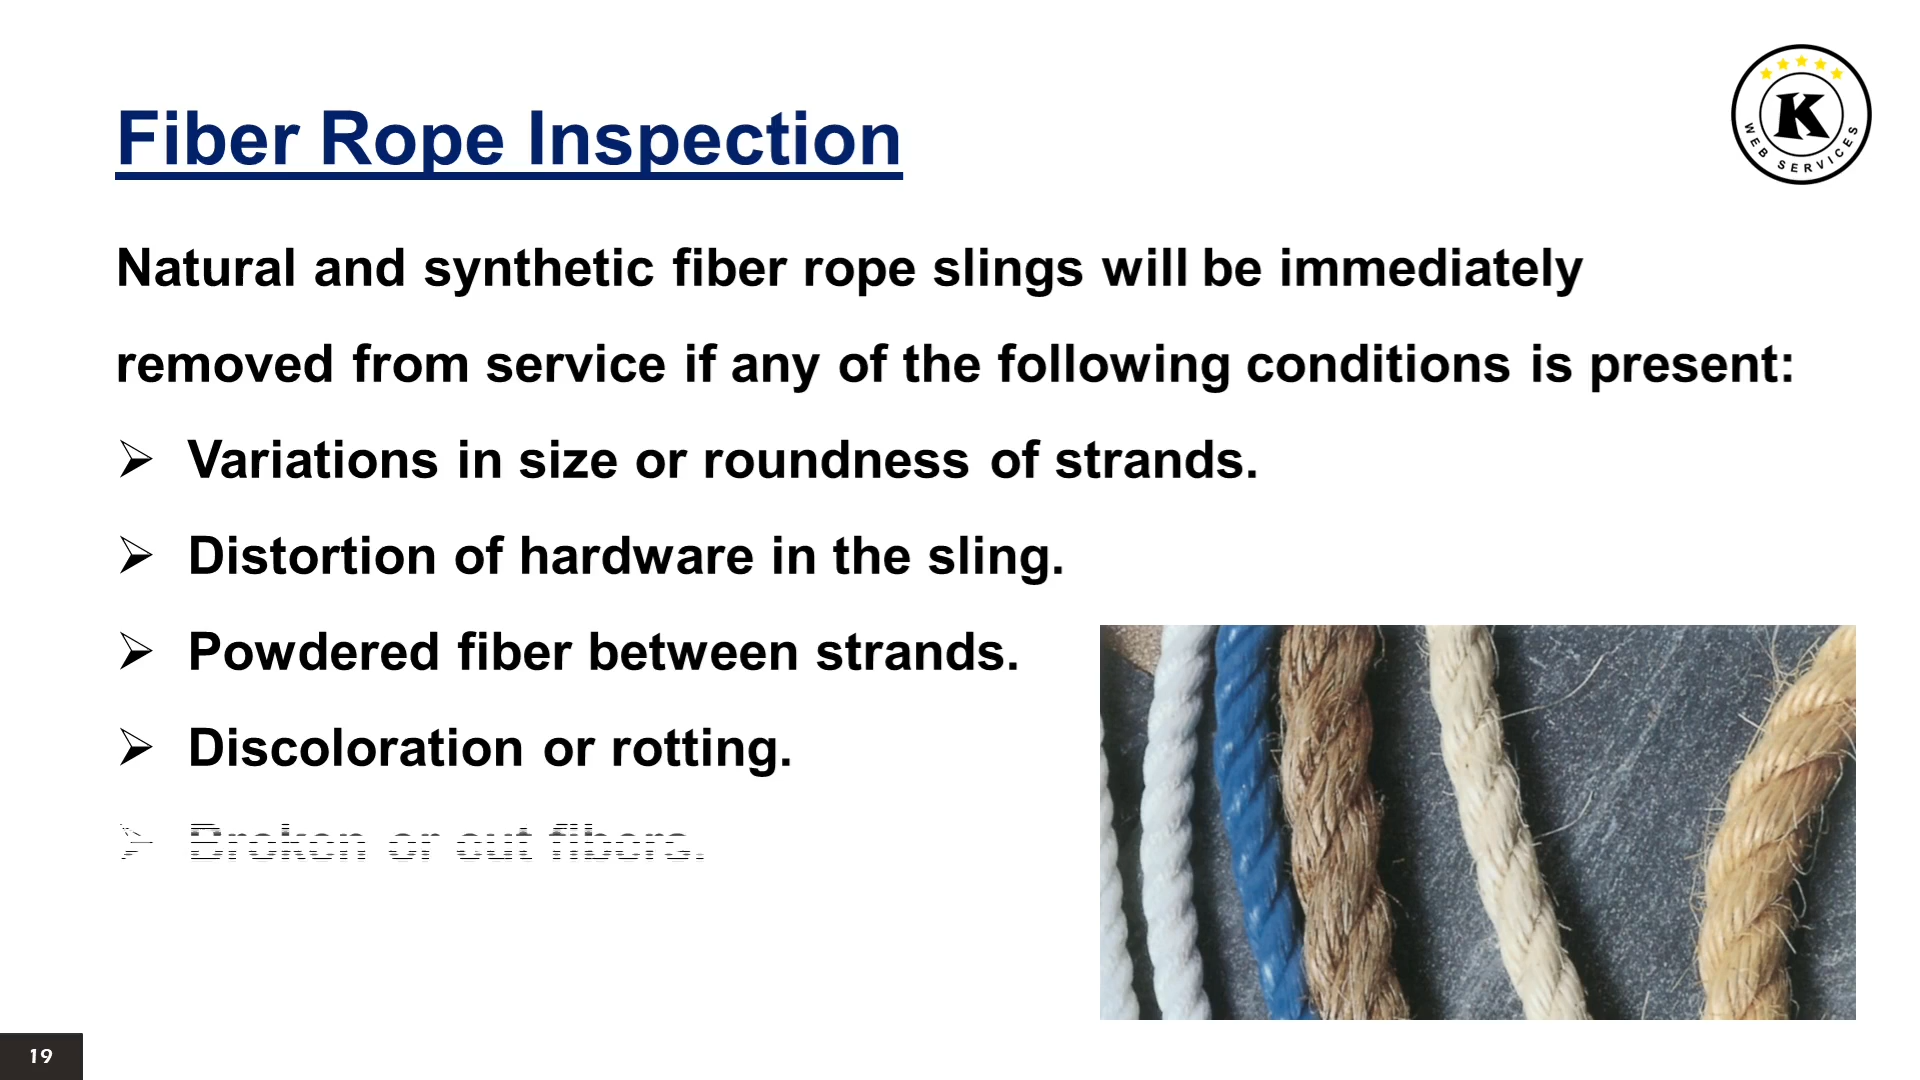 Fiber Rope Inspection
K
WEB SERVICES
Natural and synthetic fiber rope slings will be immediately
removed from service if any of the following conditions is present:
➢ Variations in size or roundness of strands.
➢ Distortion of hardware in the sling.
➢ Powdered fiber between strands.
➢ Discoloration or rotting.
➢ Broken or cut fibers.
19